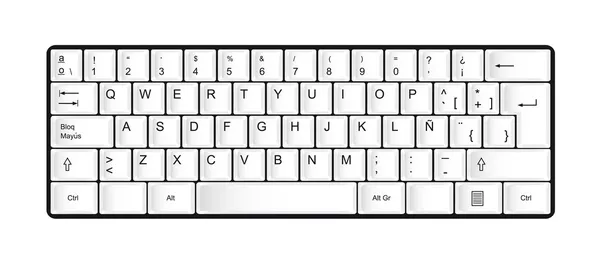 a ! " · $ % & / ( ) = ? ¿
o \ 1 2 3 4 5 6 7 8 9 0 ' ¡
Q W E R T Y U I O P ^ ` [ * + ]
Bloq
Mayús A S D F G H J K L Ñ ¨ { }
> < Z X C V B N M ; , : . _ -
Ctrl Alt Alt Gr Ctrl